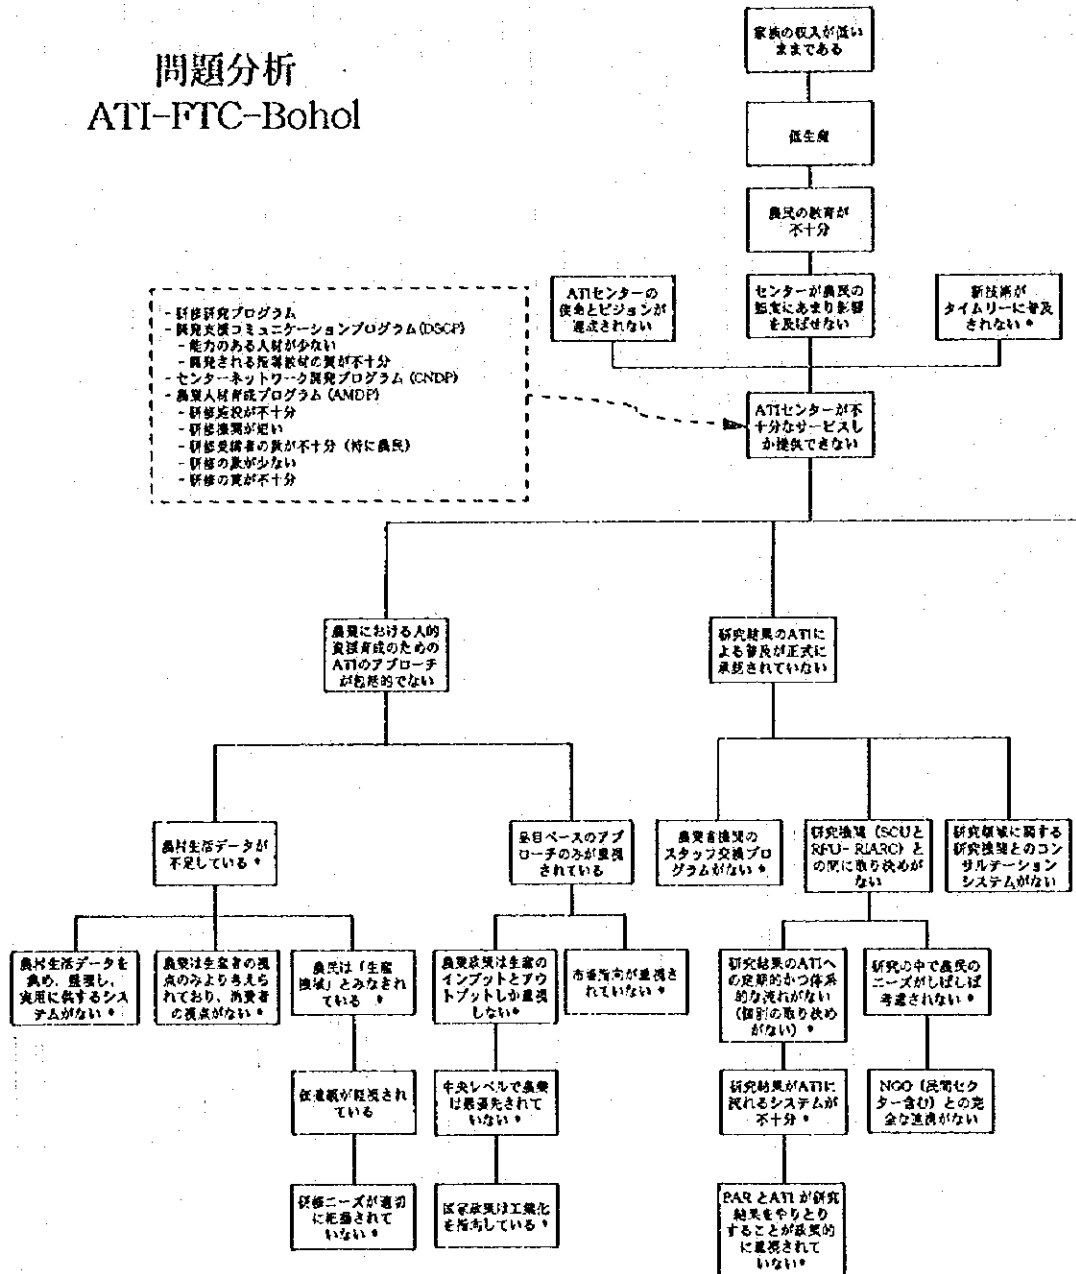 問題分析
ATI-FTC-Bohol
家族の収入が低い
ままである
低生産
農民の教育が
不十分
ATIセンターの
使命とビジョンが
達成されない
センターが農民の
態度にあまり影響
を及ぼせない
新技術が
タイムリーに普及
されない *
- 研修研究プログラム
- 開発支援コミュニケーションプログラム(DSCP)
- 能力のある人材が少ない
- 開発される指導教材の質が不十分
- センターネットワーク開発プログラム (CNDP)
- 農業人材育成プログラム (AMDP)
- 研修施設が不十分
- 研修機関が短い
- 研修受講者の数が不十分 (特に農民)
- 研修の数が少ない
- 研修の質が不十分
ATIセンターが不
十分なサービスし
か提供できない
農業における人的
資源育成のための
ATIのアプローチ
が包括的でない
研究結果のATIに
よる普及が正式に
承認されていない
農村生活データが
不足している *
品目ベースのアプ
ローチのみが重視
されている
農業省機関の
スタッフ交換プロ
グラムがない *
研究機関 (SCUと
RFU- RIARC) と
の間に取り決めが
ない
研究領域に関する
研究機関とのコン
サルテーション
システムがない
農村生活データを
集め、整理し、
実用に供するシス
テムがない *
農業は生産者の視
点のみより考えら
れており、消費者
の視点がない *
農民は「生産
機械」とみなされ
ている *
農業政策は生産の
インプットとアウ
トプットしか重視
しない *
市場指向が重視さ
れていない *
研究結果のATIへ
の定期的かつ体系
的な流れがない
(個別の取り決め
がない) *
研究の中で農民の
ニーズがしばしば
考慮されない *
価値観が軽視され
ている
中央レベルで農業
は最優先されて
いない *
研究結果がATIに
流れるシステムが
不十分 *
NGO (民間セク
ター含む) との完
全な連携がない
研修ニーズが適切
に把握されて
いない *
国家政策は工業化
を指向している *
PAR とATI が研究
結果をやりとり
することが政策的
に重視されて
いない *